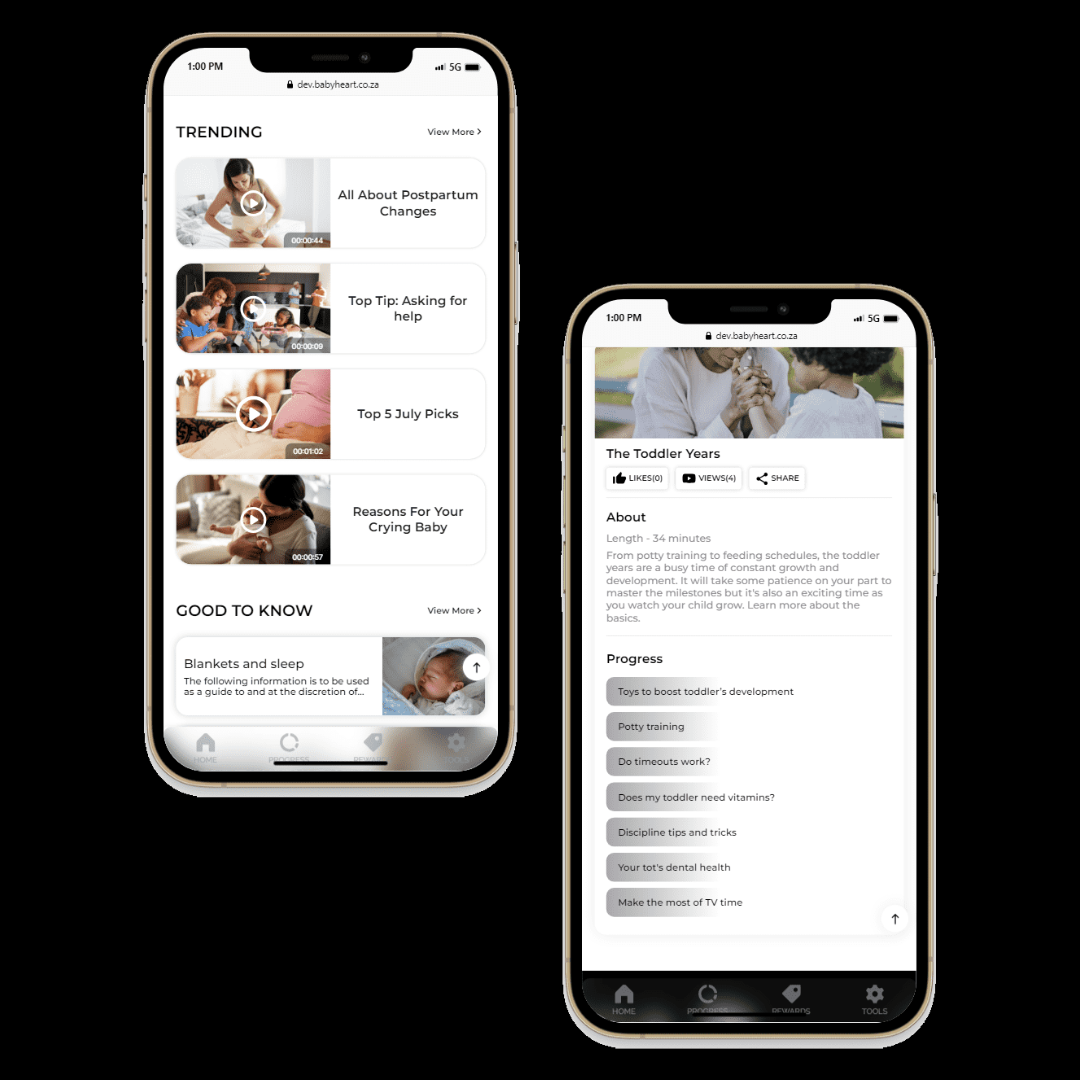 1:00 PM
5G
dev.babyheart.co.za
TRENDING
View More
All About Postpartum
Changes
00:00:44
Top Tip: Asking for
help
00:00:09
Top 5 July Picks
00:01:02
Reasons For Your
Crying Baby
00:00:57
GOOD TO KNOW
View More
Blankets and sleep
The following information is to be used
as a guide to and at the discretion of...
HOME
PROGRESS
REWARDS
TOOLS
1:00 PM
5G
dev.babyheart.co.za
The Toddler Years
LIKES(0)
VIEWS(4)
SHARE
About
Length - 34 minutes
From potty training to feeding schedules, the toddler
years are a busy time of constant growth and
development. It will take some patience on your part to
master the milestones but it's also an exciting time as
you watch your child grow. Learn more about the
basics.
Progress
Toys to boost toddler's development
Potty training
Do timeouts work?
Does my toddler need vitamins?
Discipline tips and tricks
Your tot's dental health
Make the most of TV time
HOME
PROGRESS
REWARDS
TOOLS